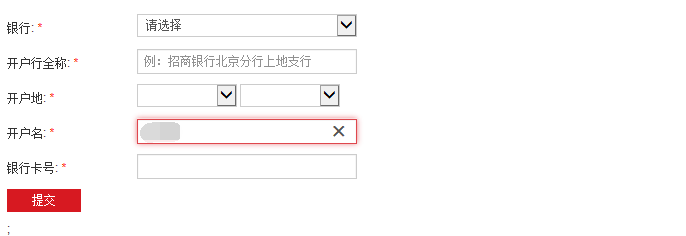 银行: * 请选择
开户行全称: * 例：招商银行北京分行上地支行
开户地: *
开户名: *
银行卡号: *
提交
;